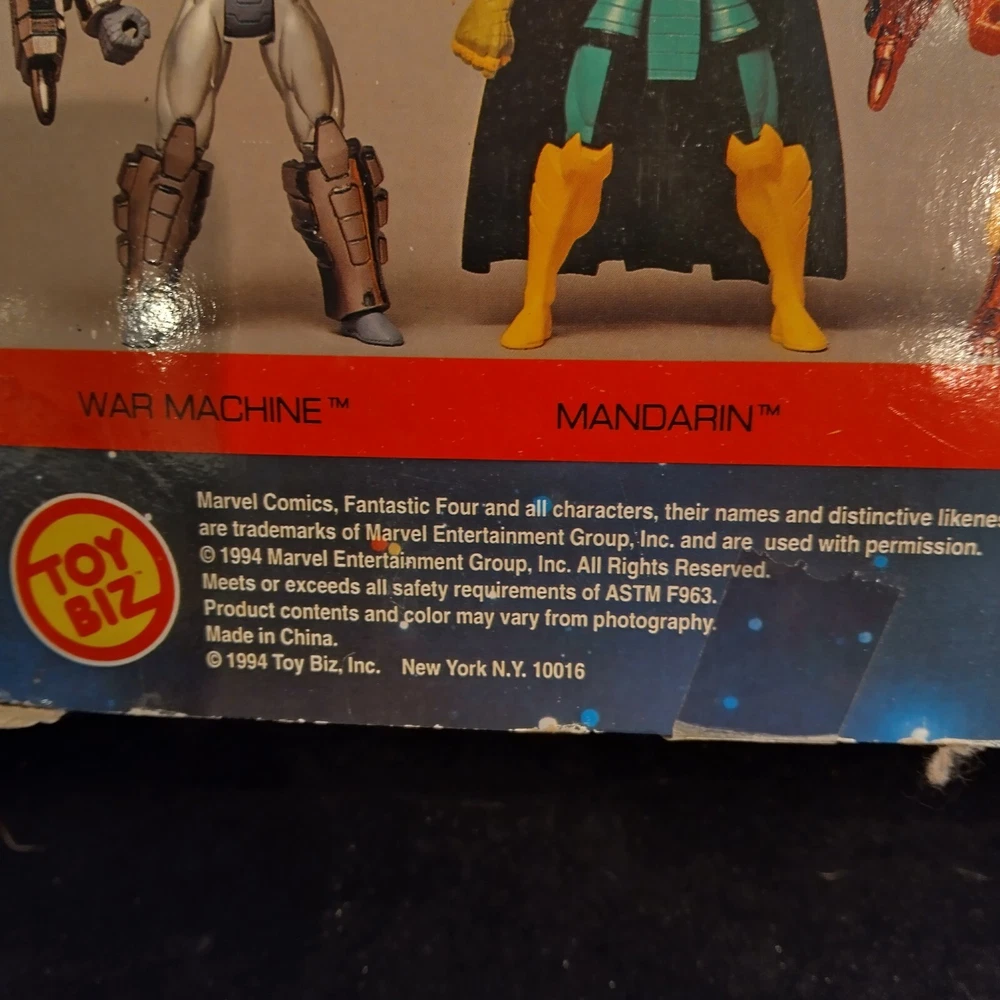 WAR MACHINE™
MANDARIN™
TOY
BIZ
Marvel Comics, Fantastic Four and all characters, their names and distinctive
are trademarks of Marvel Entertainment Group, Inc. and are used with permission.
© 1994 Marvel Entertainment Group, Inc. All Rights Reserved.
Meets or exceeds all safety requirements of ASTM F963.
Product contents and color may vary from photography.
Made in China.
© 1994 Toy Biz, Inc. New York N.Y. 10016